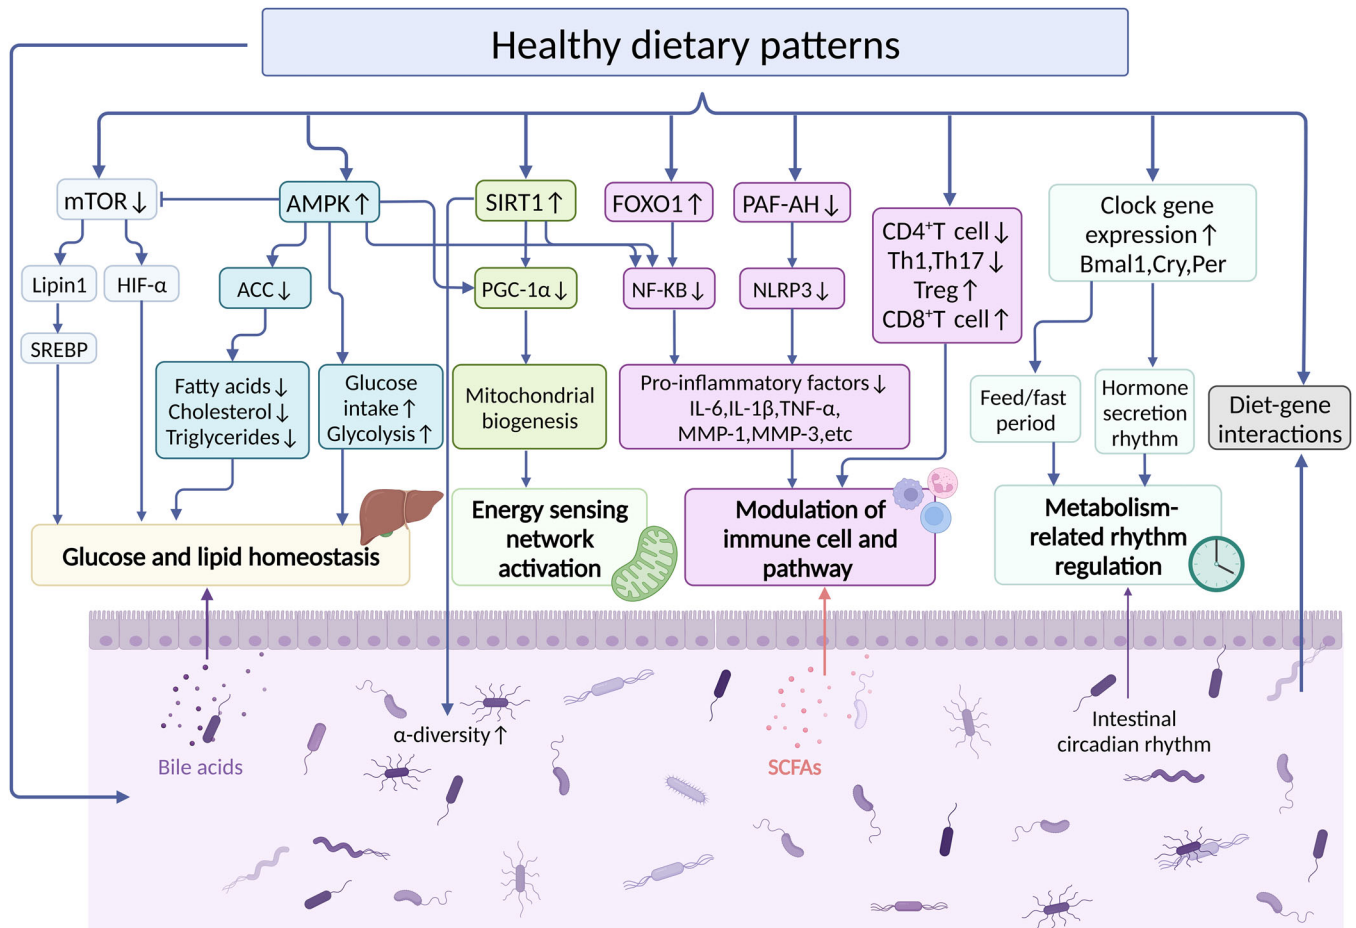 Healthy dietary patterns
mTOR↓
AMPK↑
SIRT1↑
FOXO1↑
PAF-AH↓
CD4⁺T cell↓
Th1,Th17↓
Treg↑
CD8⁺T cell↑
Clock gene
expression↑
Bmal1,Cry,Per
Lipin1
HIF-α
ACC↓
PGC-1α↓
NF-KB↓
NLRP3↓
SREBP
Fatty acids↓
Cholesterol↓
Triglycerides↓
Glucose
intake↑
Glycolysis↑
Mitochondrial
biogenesis
Pro-inflammatory factors↓
IL-6,IL-1β,TNF-α,
MMP-1,MMP-3,etc
Feed/fast
period
Hormone
secretion
rhythm
Diet-gene
interactions
Glucose and lipid homeostasis
Energy sensing
network
activation
Modulation of
immune cell and
pathway
Metabolism-
related rhythm
regulation
Bile acids
α-diversity↑
SCFAs
Intestinal
circadian rhythm